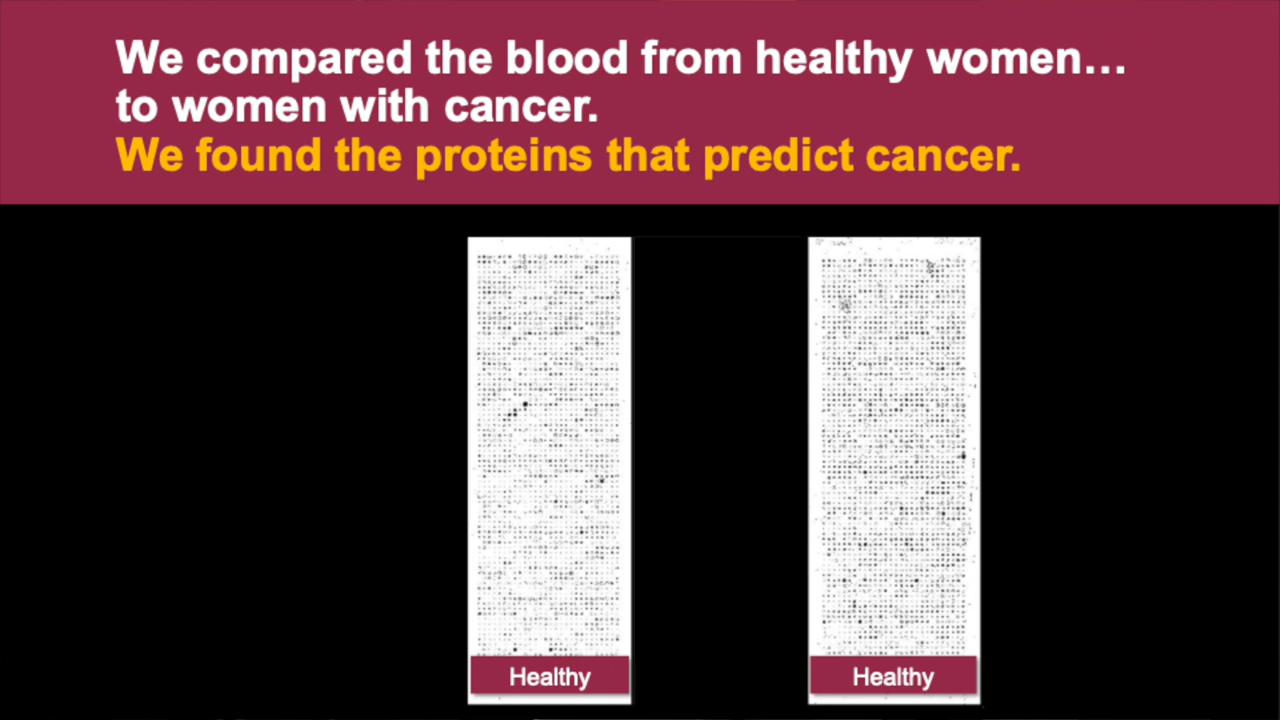 We compared the blood from healthy women…
to women with cancer.
We found the proteins that predict cancer.
Healthy
Healthy